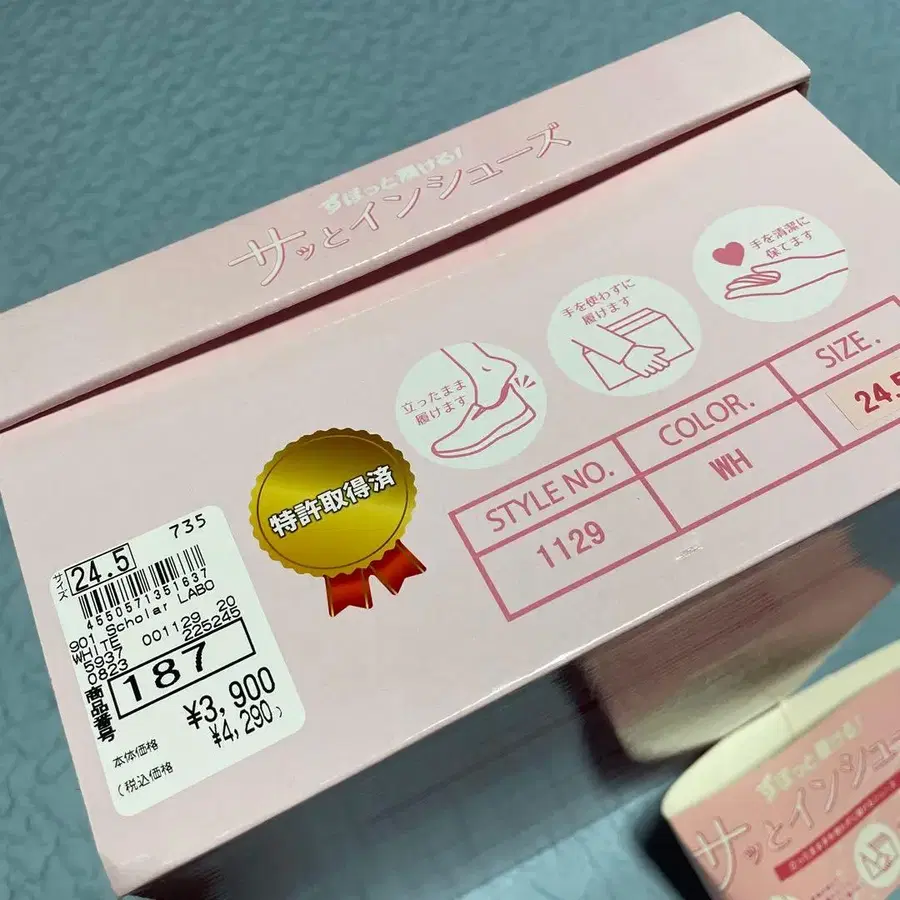 ずぼっと履ける!
サッとインシューズ
手を清潔に
保てます
手を使わずに
履けます
立ったまま
履けます
特許取得済
STYLE NO.
COLOR.
SIZE.
1129
WH
24.5
サイズ
24.5
735
4550571351637
901 Scholar LABO
WHITE 001129 20
5937 225245
0823
商品番号
187
本体価格 ¥3,900
(税込価格 ¥4,290)
ずぼっと履ける!
サッとインシューズ